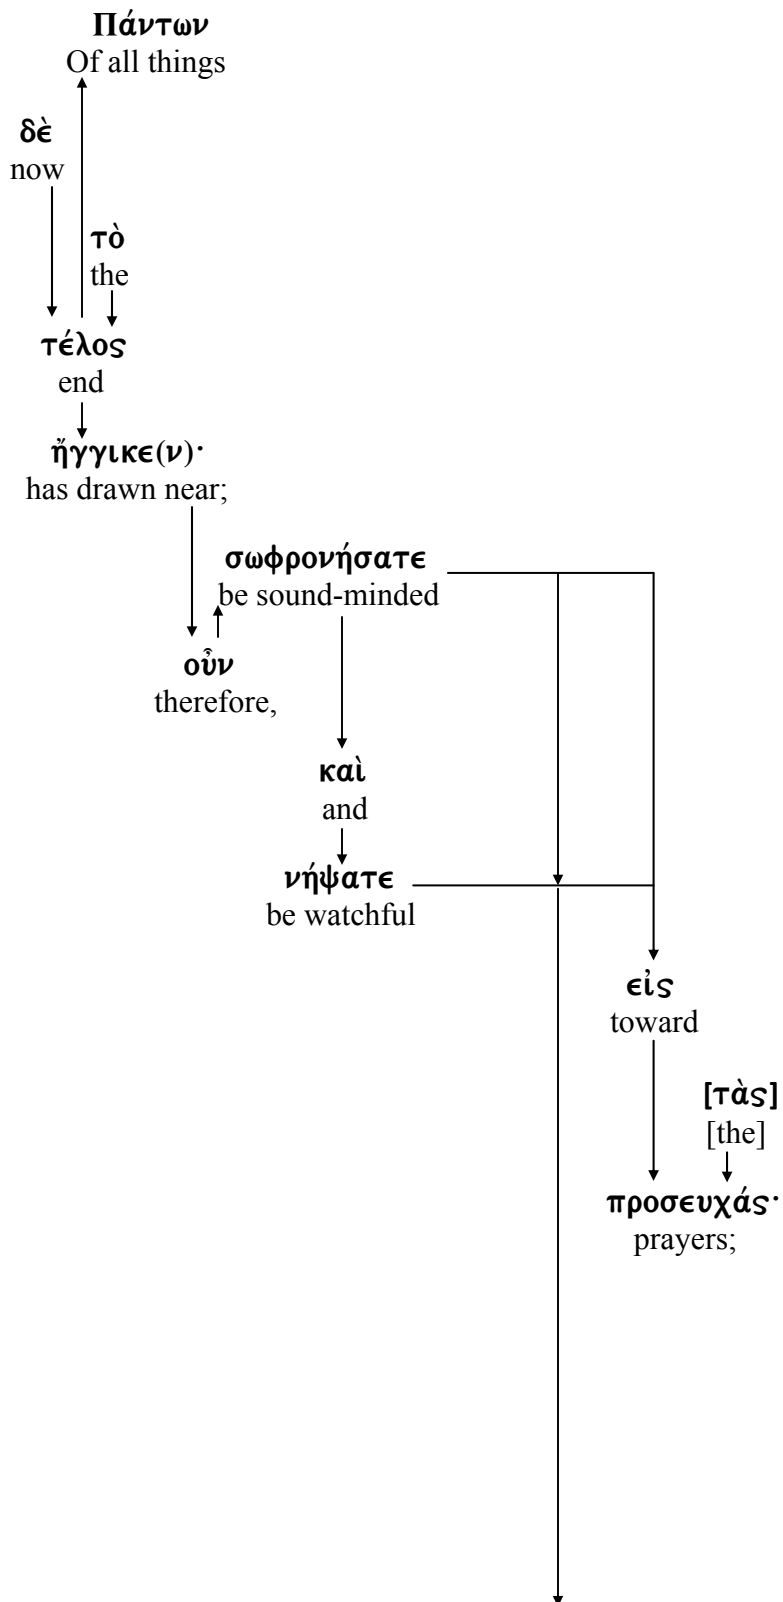 Πάντων
Of all things
δὲ
now
τὸ
the
τέλος
end
ἤγγικε(ν)·
has drawn near;
σωφρονήσατε
be sound-minded
οὖν
therefore,
καὶ
and
νήψατε
be watchful
εἰς
toward
[τὰς]
[the]
προσευχάς·
prayers;